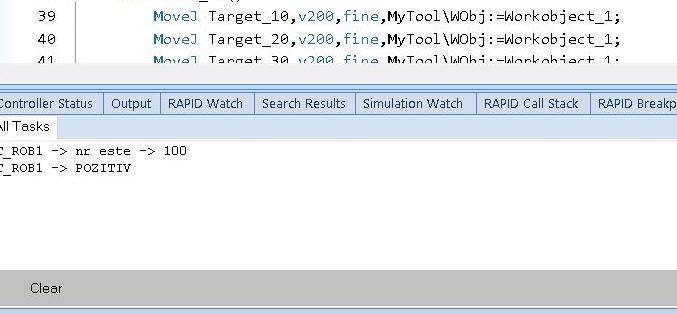 39 MoveJ Target_10,v200,fine,MyTool\WObj:=Workobject_1;
40 MoveJ Target_20,v200,fine,MyTool\WObj:=Workobject_1;
41 MoveJ Target_30,v200,fine,MyTool\WObj:=Workobject_1;
Controller Status Output RAPID Watch Search Results Simulation Watch RAPID Call Stack RAPID Breakp
All Tasks
T_ROB1 -> nr este -> 100
T_ROB1 -> POZITIV
Clear